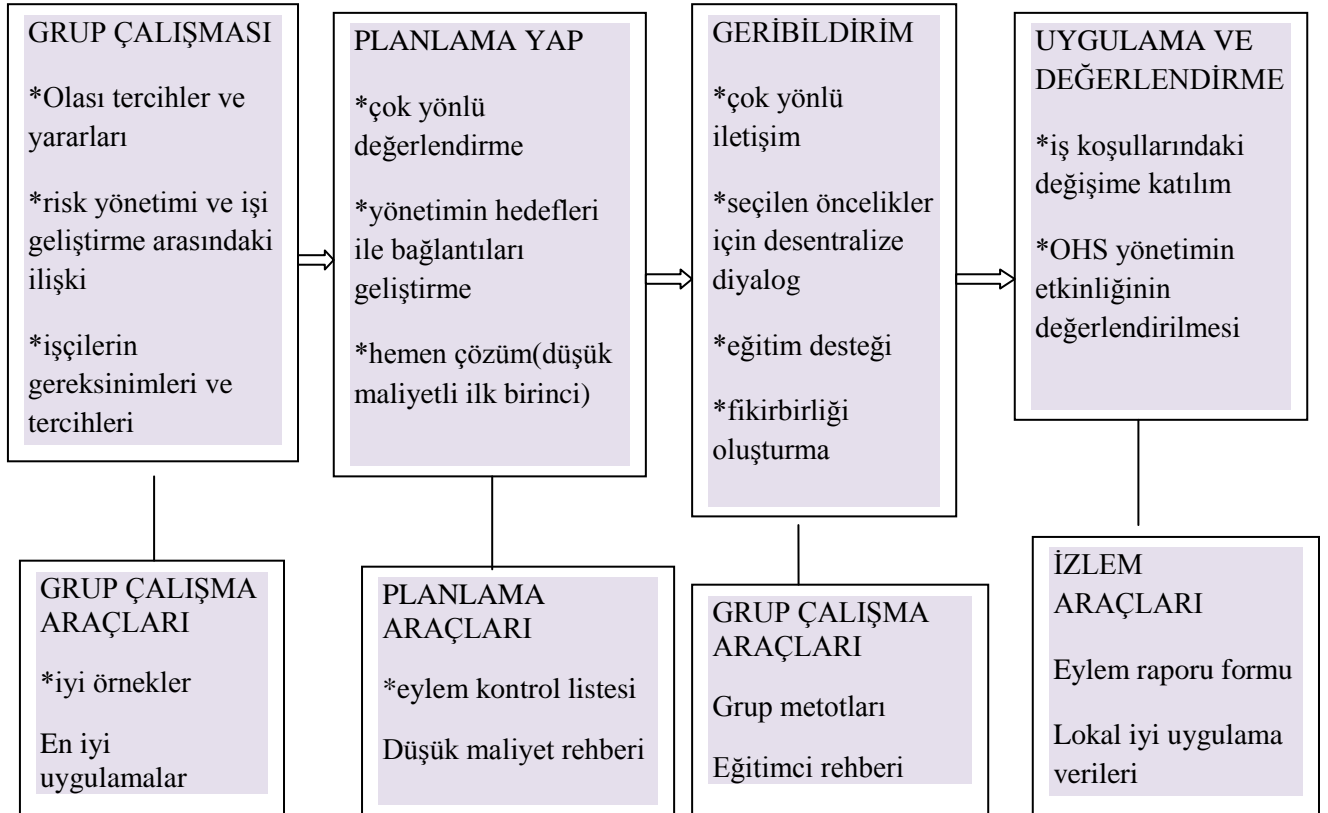 GRUP ÇALIŞMASI
*Olası tercihler ve
yararları
*risk yönetimi ve işi
geliştirme arasındaki
ilişki
*işçilerin
gereksinimleri ve
tercihleri
PLANLAMA YAP
*çok yönlü
değerlendirme
*yönetimin hedefleri
ile bağlantıları
geliştirme
*hemen çözüm(düşük
maliyetli ilk birinci)
GERİBİLDİRİM
*çok yönlü
iletişim
*seçilen öncelikler
için desentralize
diyalog
*eğitim desteği
*fikirbirliği
oluşturma
UYGULAMA VE
DEĞERLENDİRME
*iş koşullarındaki
değişime katılım
*OHS yönetimin
etkinliğinin
değerlendirilmesi
GRUP ÇALIŞMA
ARAÇLARI
*iyi örnekler
En iyi
uygulamalar
PLANLAMA
ARAÇLARI
*eylem kontrol listesi
Düşük maliyet rehberi
GRUP ÇALIŞMA
ARAÇLARI
Grup metotları
Eğitimci rehberi
İZLEM
ARAÇLARI
Eylem raporu formu
Lokal iyi uygulama
verileri